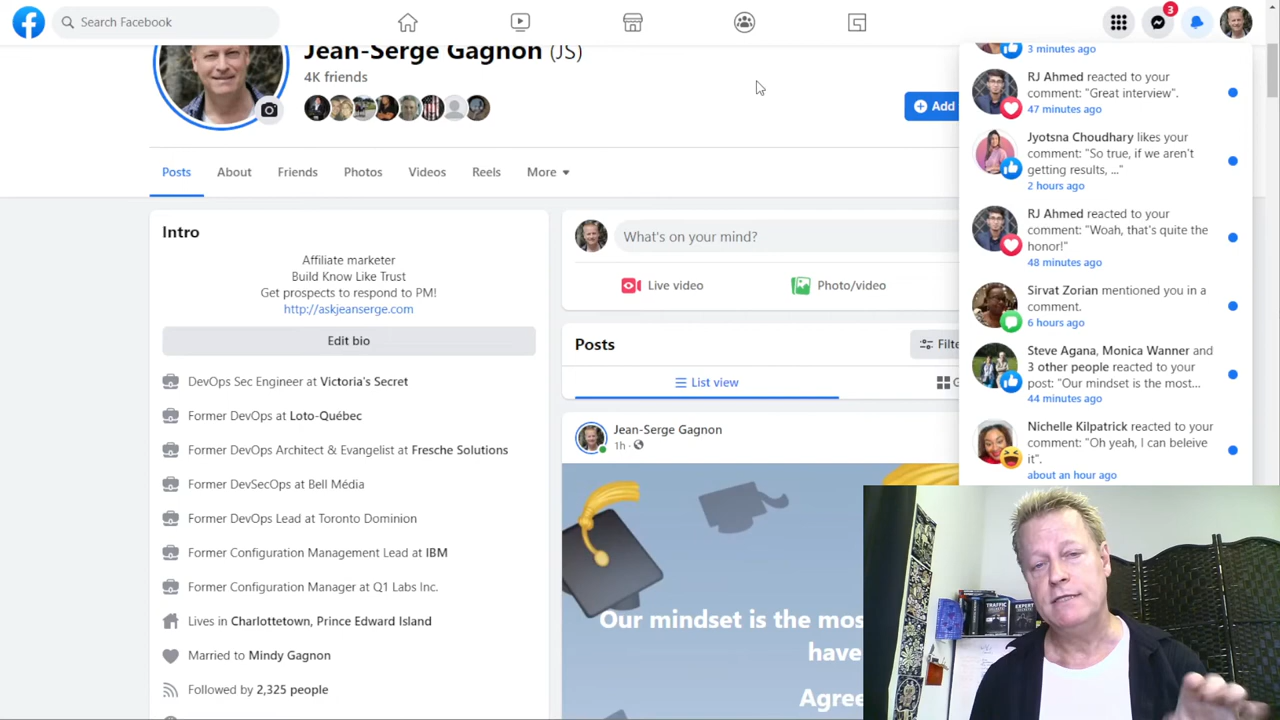 Search Facebook
3
Jean-Serge Gagnon (JS)
4K friends
Add
Posts
About
Friends
Photos
Videos
Reels
More
Intro
Affiliate marketer
Build Know Like Trust
Get prospects to respond to PM!
http://askjeanserge.com
Edit bio
DevOps Sec Engineer at Victoria's Secret
Former DevOps at Loto-Québec
Former DevOps Architect & Evangelist at Fresche Solutions
Former DevSecOps at Bell Média
Former DevOps Lead at Toronto Dominion
Former Configuration Management Lead at IBM
Former Configuration Manager at Q1 Labs Inc.
Lives in Charlottetown, Prince Edward Island
Married to Mindy Gagnon
Followed by 2,325 people
What's on your mind?
Live video
Photo/video
Posts
Filte
List view
G
Jean-Serge Gagnon
1h
Our mindset is the mos
have
Agre
3 minutes ago
RJ Ahmed reacted to your
comment: "Great interview".
47 minutes ago
Jyotsna Choudhary likes your
comment: "So true, if we aren't
getting results, ..."
2 hours ago
RJ Ahmed reacted to your
comment: "Woah, that's quite the
honor!"
48 minutes ago
Sirvat Zorian mentioned you in a
comment.
6 hours ago
Steve Agana, Monica Wanner and
3 other people reacted to your
post: "Our mindset is the most...
44 minutes ago
Nichelle Kilpatrick reacted to your
comment: "Oh yeah, I can beleive
it".
about an hour ago
TRAFFIC
EXPERT